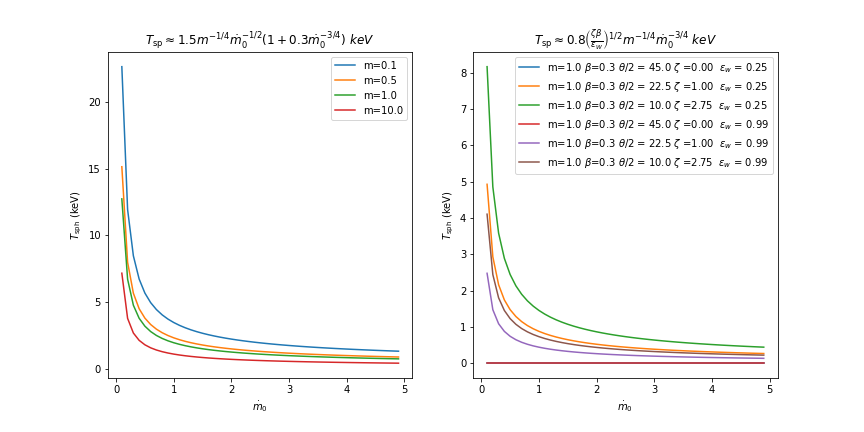 T_sp ≈ 1.5m^{-1/4}ṁ_0^{-1/2}(1 + 0.3ṁ_0^{-3/4}) keV
m=0.1
m=0.5
m=1.0
m=10.0
20
15
10
5
0
T_sph (keV)
0 1 2 3 4 5
ṁ_0
T_sp ≈ 0.8(ζβ/ε_w)^{1/2}m^{-1/4}ṁ_0^{-3/4} keV
m=1.0 β=0.3 θ/2 = 45.0 ζ =0.00 ε_w = 0.25
m=1.0 β=0.3 θ/2 = 22.5 ζ =1.00 ε_w = 0.25
m=1.0 β=0.3 θ/2 = 10.0 ζ =2.75 ε_w = 0.25
m=1.0 β=0.3 θ/2 = 45.0 ζ =0.00 ε_w = 0.99
m=1.0 β=0.3 θ/2 = 22.5 ζ =1.00 ε_w = 0.99
m=1.0 β=0.3 θ/2 = 10.0 ζ =2.75 ε_w = 0.99
8
7
6
5
4
3
2
1
0
T_sph (keV)
0 1 2 3 4 5
ṁ_0